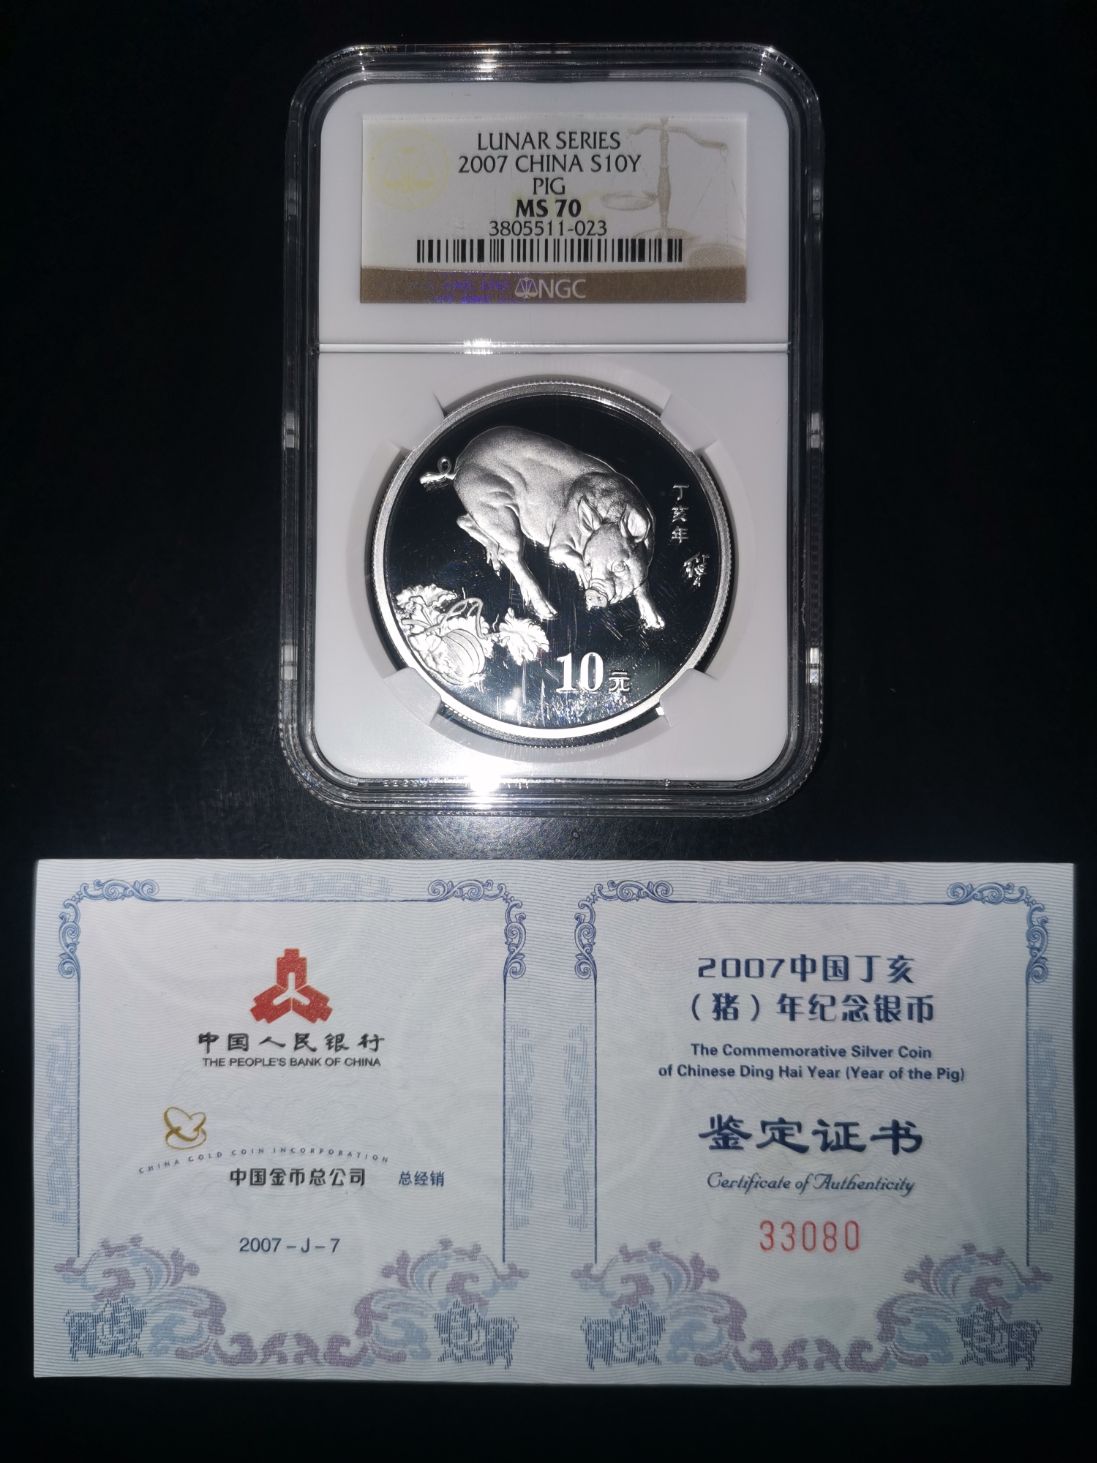 LUNAR SERIES
2007 CHINA S10Y
PIG
MS 70
3805511-023
NGC
丁亥年
10元
中国人民银行
THE PEOPLE'S BANK OF CHINA
CHINA GOLD COIN INCORPORATION
中国金币总公司 总经销
2007-J-7
2007中国丁亥
（猪）年纪念银币
The Commemorative Silver Coin
of Chinese Ding Hai Year (Year of the Pig)
鉴定证书
Certificate of Authenticity
33080